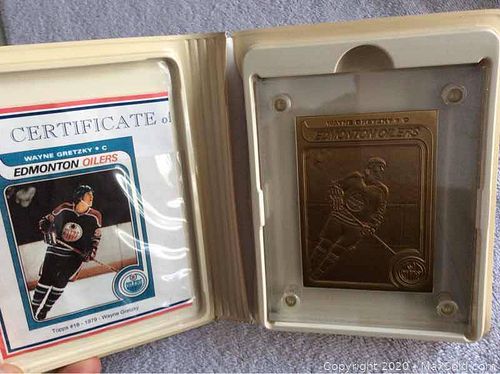 CERTIFICATE of
WAYNE GRETZKY • C
EDMONTON OILERS
Topps #18 - 1979 - Wayne Gretzky
WAYNE GRETZKY • C
EDMONTON OILERS
Copyright 2020 - MaxSold.com